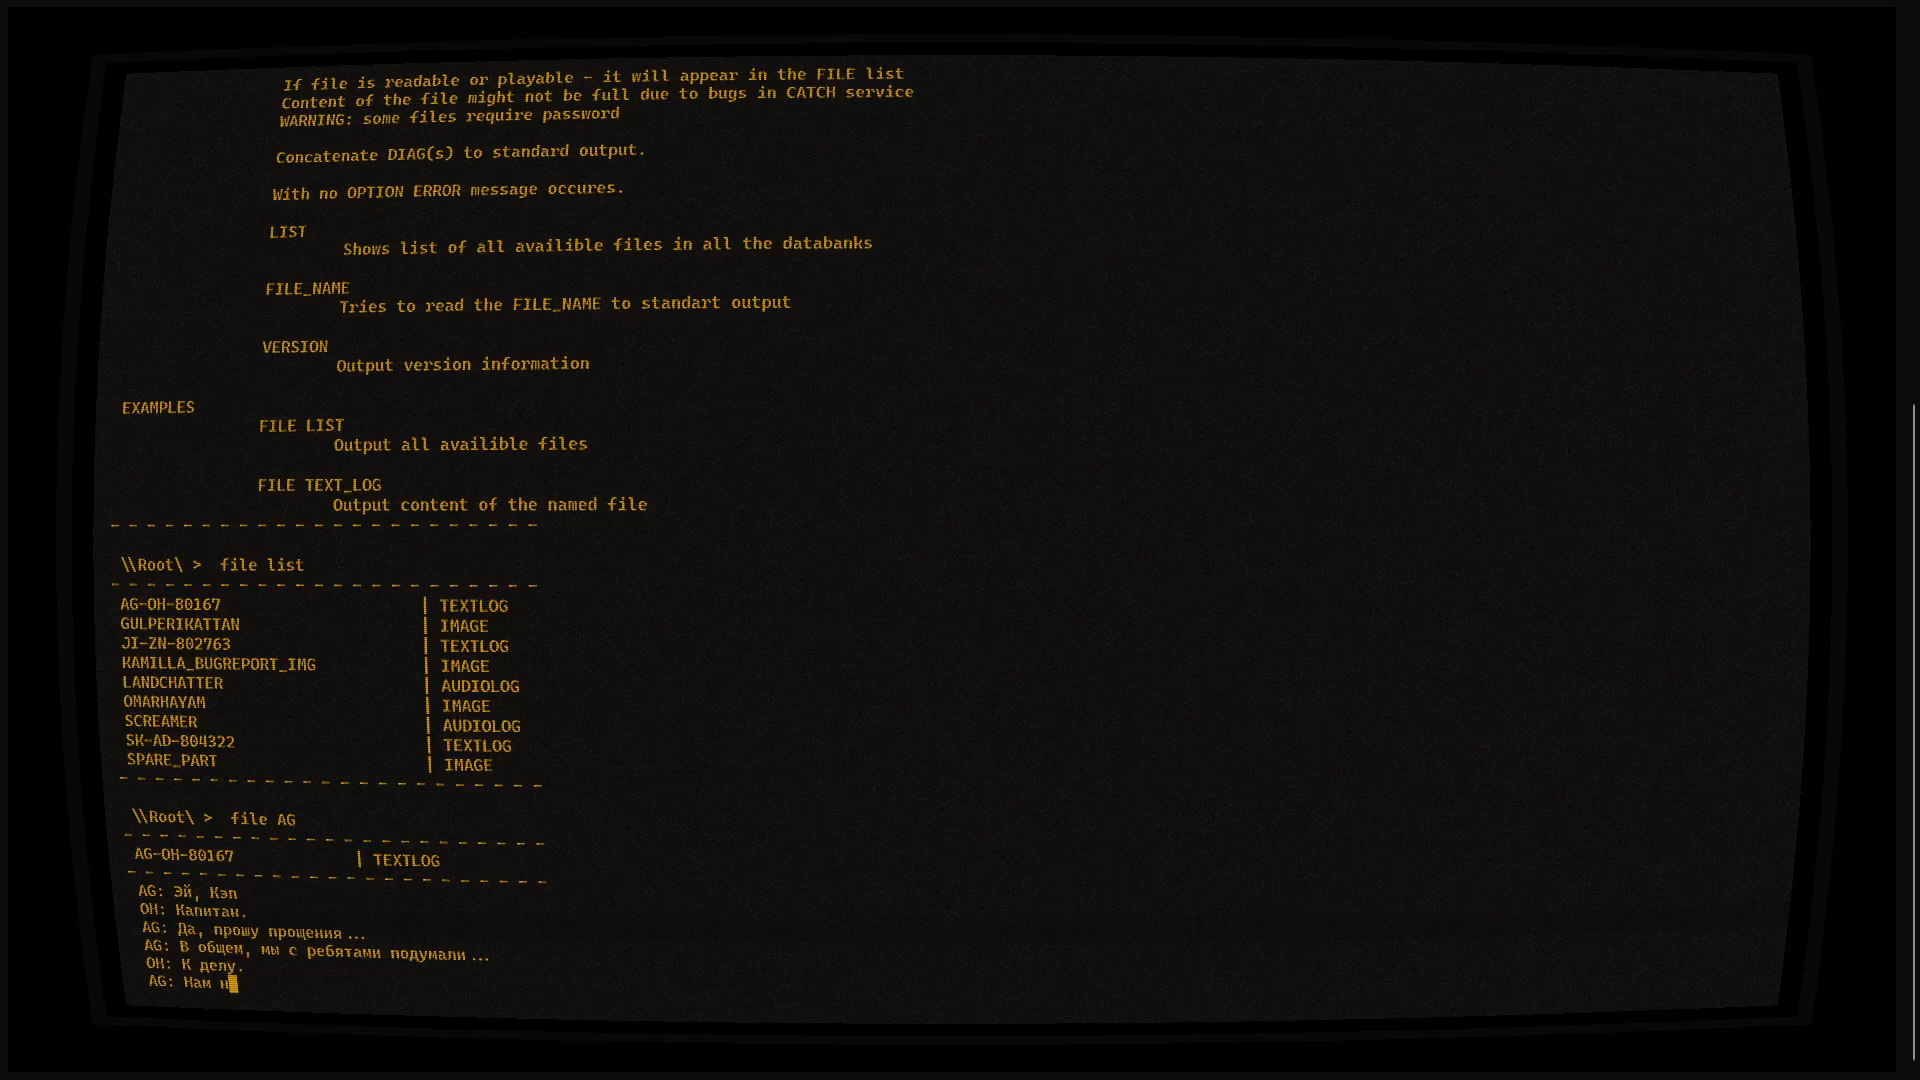 If file is readable or playable - it will appear in the FILE list
Content of the file might not be full due to bugs in CATCH service
WARNING: some files require password
Concatenate DIAG(s) to standard output.
With no OPTION ERROR message occures.
LIST
Shows list of all availible files in all the databanks
FILE_NAME
Tries to read the FILE_NAME to standart output
VERSION
Output version information
EXAMPLES
FILE LIST
Output all availible files
FILE TEXT_LOG
Output content of the named file
- - - - - - - - - - - - - - - - - - - - - - - -
\\Root\ > file list
- - - - - - - - - - - - - - - - - - - - - - - -
AG-OH-80167 | TEXTLOG
GULPERIKATTAN | IMAGE
JI-ZN-802763 | TEXTLOG
KAMILLA_BUGREPORT_IMG | IMAGE
LANDCHATTER | AUDIOLOG
OMARHAYAM | IMAGE
SCREAMER | AUDIOLOG
SK-AD-804322 | TEXTLOG
SPARE_PART | IMAGE
- - - - - - - - - - - - - - - - - - - - - - - -
\\Root\ > file AG
- - - - - - - - - - - - - - - - - - - - - - - -
AG-OH-80167 | TEXTLOG
- - - - - - - - - - - - - - - - - - - - - - - -
AG: Эй, Кэп
OH: Капитан.
AG: Да, прошу прощения...
AG: В общем, мы с ребятами подумали...
OH: К делу.
AG: Нам н